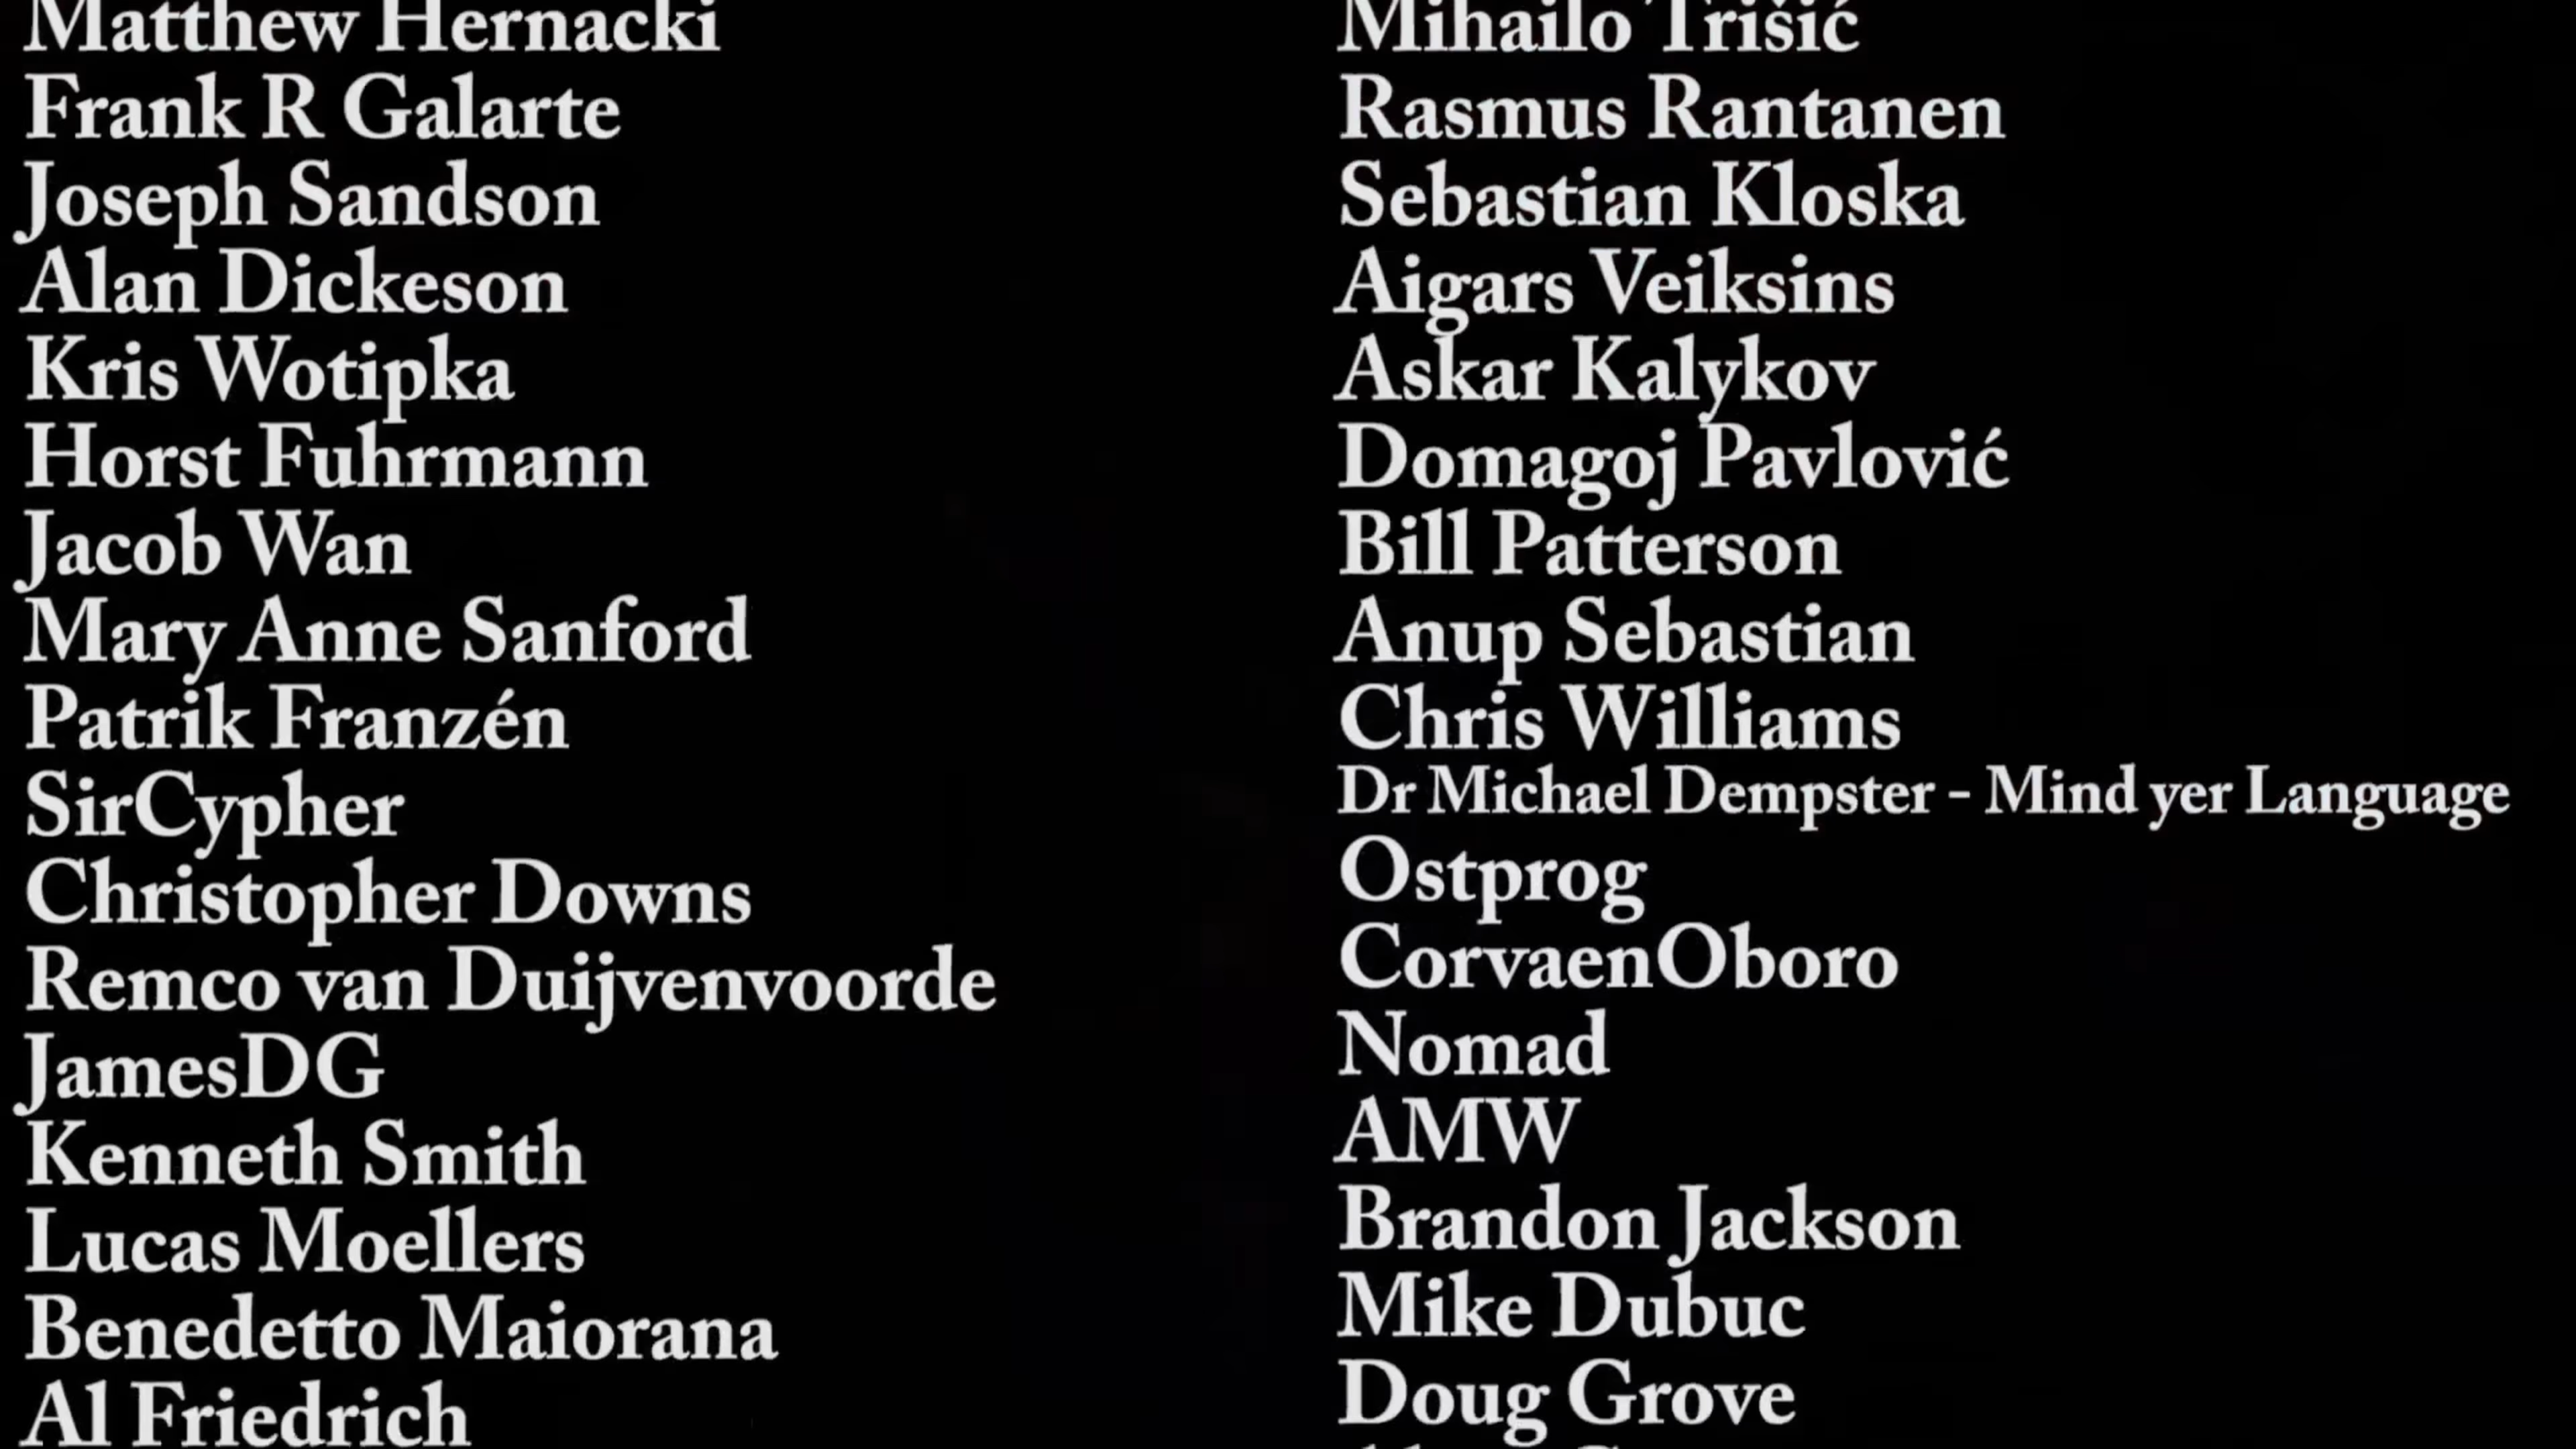 Matthew Hernacki
Frank R Galarte
Joseph Sandson
Alan Dickeson
Kris Wotipka
Horst Fuhrmann
Jacob Wan
Mary Anne Sanford
Patrik Franzén
SirCypher
Christopher Downs
Remco van Duijvenvoorde
JamesDG
Kenneth Smith
Lucas Moellers
Benedetto Maiorana
Al Friedrich
Mihailo Trišić
Rasmus Rantanen
Sebastian Kloska
Aigars Veiksins
Askar Kalykov
Domagoj Pavlović
Bill Patterson
Anup Sebastian
Chris Williams
Dr Michael Dempster - Mind yer Language
Ostprog
CorvaenOboro
Nomad
AMW
Brandon Jackson
Mike Dubuc
Doug Grove